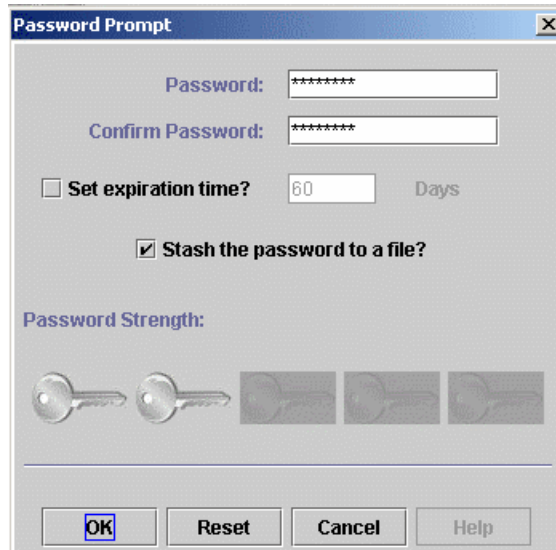 Password Prompt
Password: ********
Confirm Password: ********
Set expiration time? 60 Days
Stash the password to a file?
Password Strength:
OK Reset Cancel Help